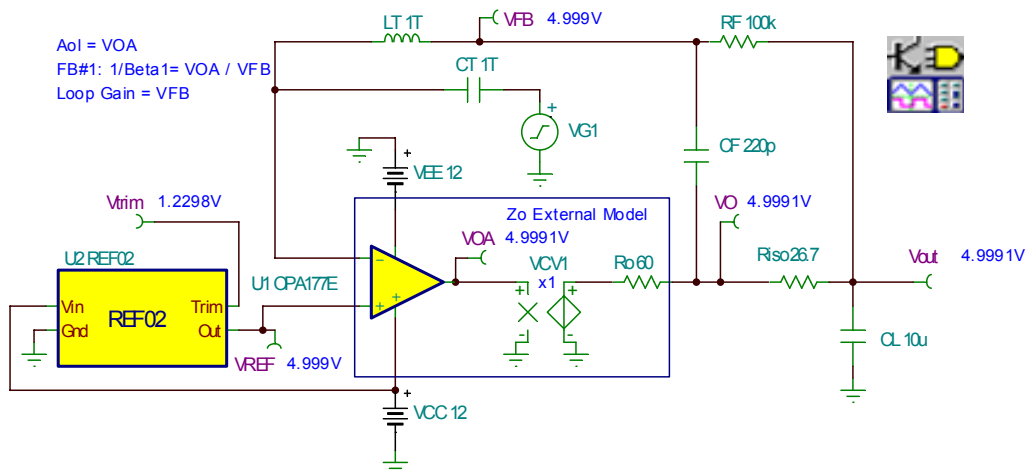 LT 1T
VFB 4.999V
RF 100k
Aol = VOA
FB#1: 1/Beta1= VOA / VFB
Loop Gain = VFB
CT 1T
+
VG1
CF 220p
+
VEE 12
Vtrim 1.2298V
Zo External Model
VO 4.9991V
VOA 4.9991V
U2 REF02
U1 OPA177E
VCV1
x1
Ro 60
Riso 26.7
Vout 4.9991V
Vin
Trim
REF02
Gnd
Out
−
+
+
+
+
-
-
VREF 4.999V
CL 10u
+
VCC 12